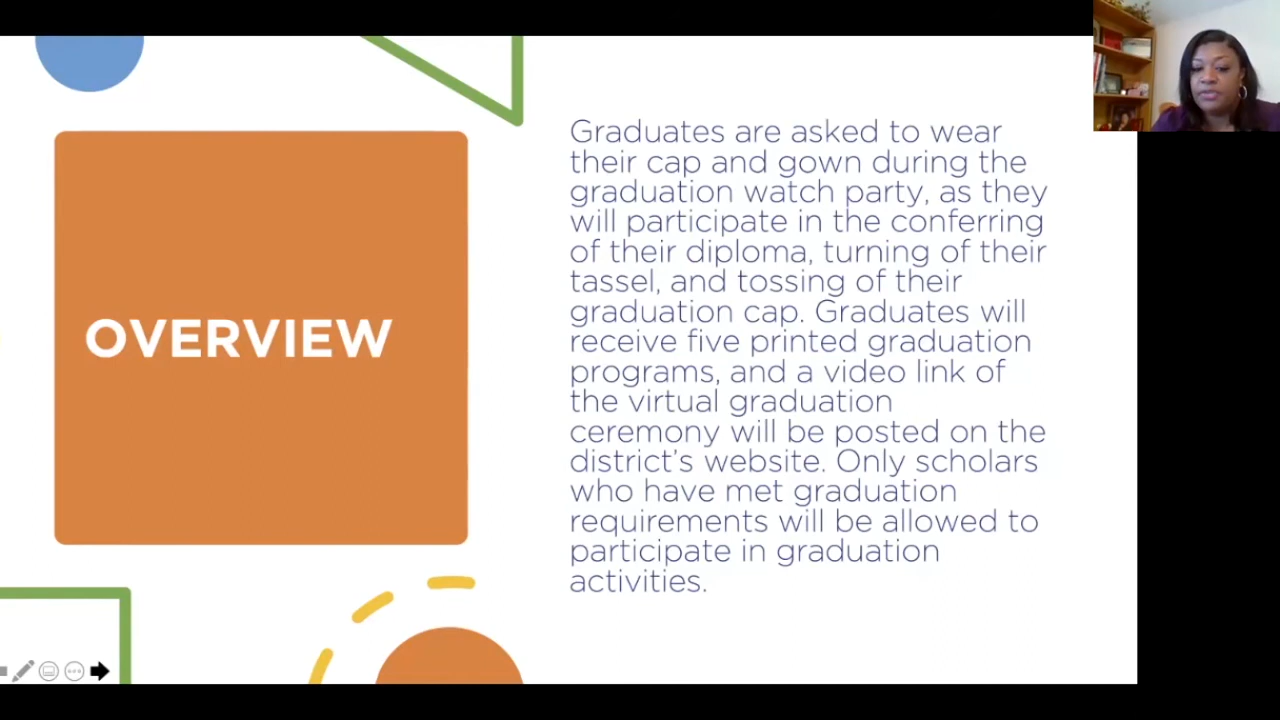 OVERVIEW
Graduates are asked to wear
their cap and gown during the
graduation watch party, as they
will participate in the conferring
of their diploma, turning of their
tassel, and tossing of their
graduation cap. Graduates will
receive five printed graduation
programs, and a video link of
the virtual graduation
ceremony will be posted on the
district’s website. Only scholars
who have met graduation
requirements will be allowed to
participate in graduation
activities.